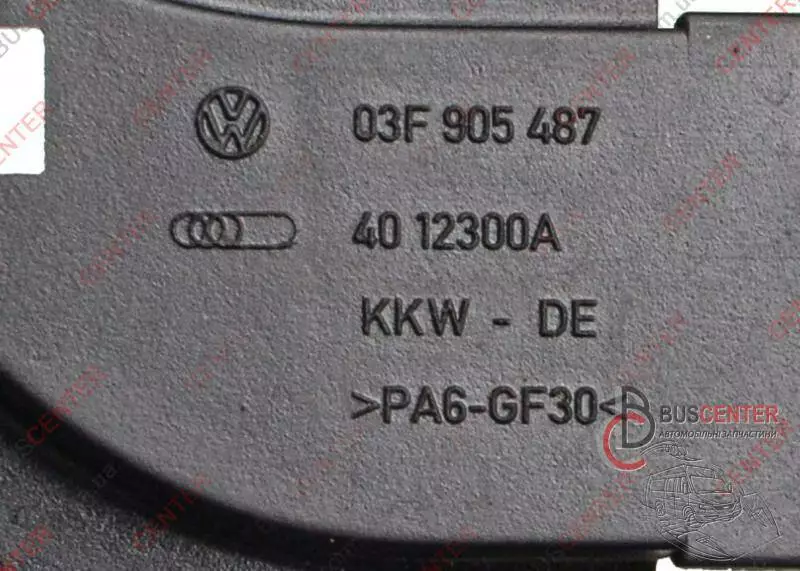 03F 905 487
40 12300A
KKW - DE
>PA6-GF30<
BUSCENTER
АВТОМОБІЛЬНІ ЗАПЧАСТИНИ